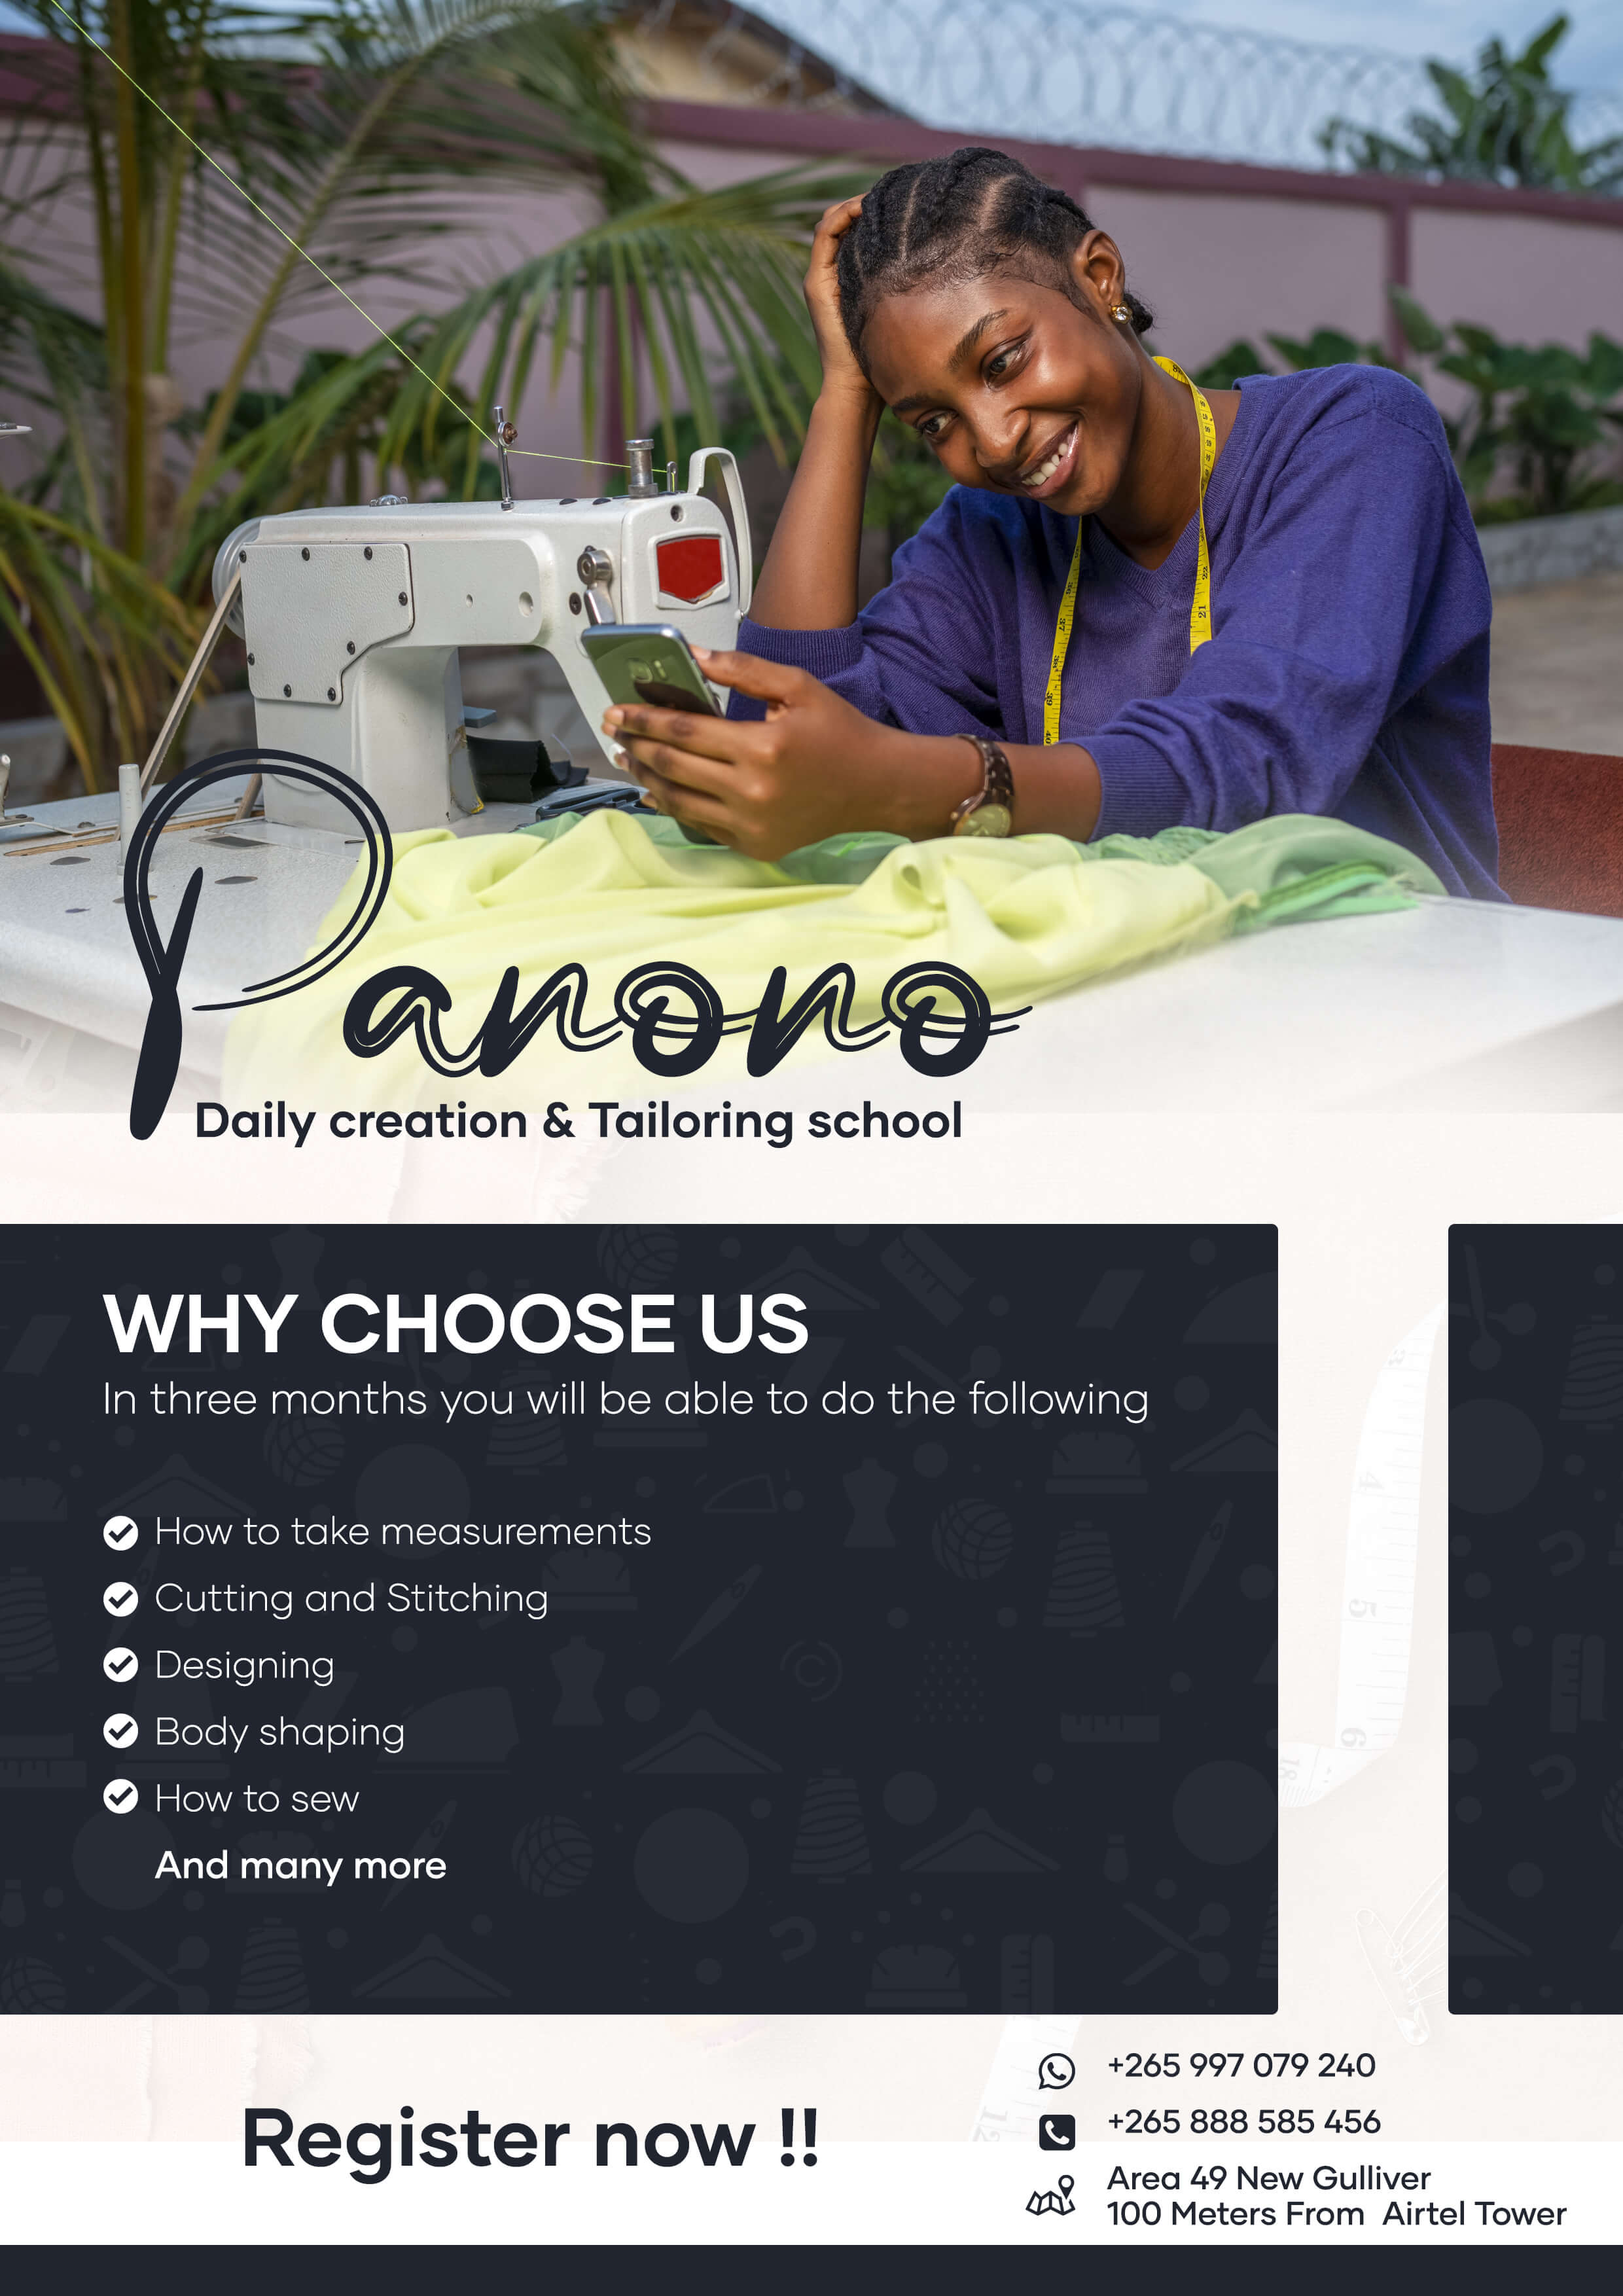 Panono
Daily creation & Tailoring school
WHY CHOOSE US
In three months you will be able to do the following
How to take measurements
Cutting and Stitching
Designing
Body shaping
How to sew
And many more
Register now !!
+265 997 079 240
+265 888 585 456
Area 49 New Gulliver
100 Meters From Airtel Tower